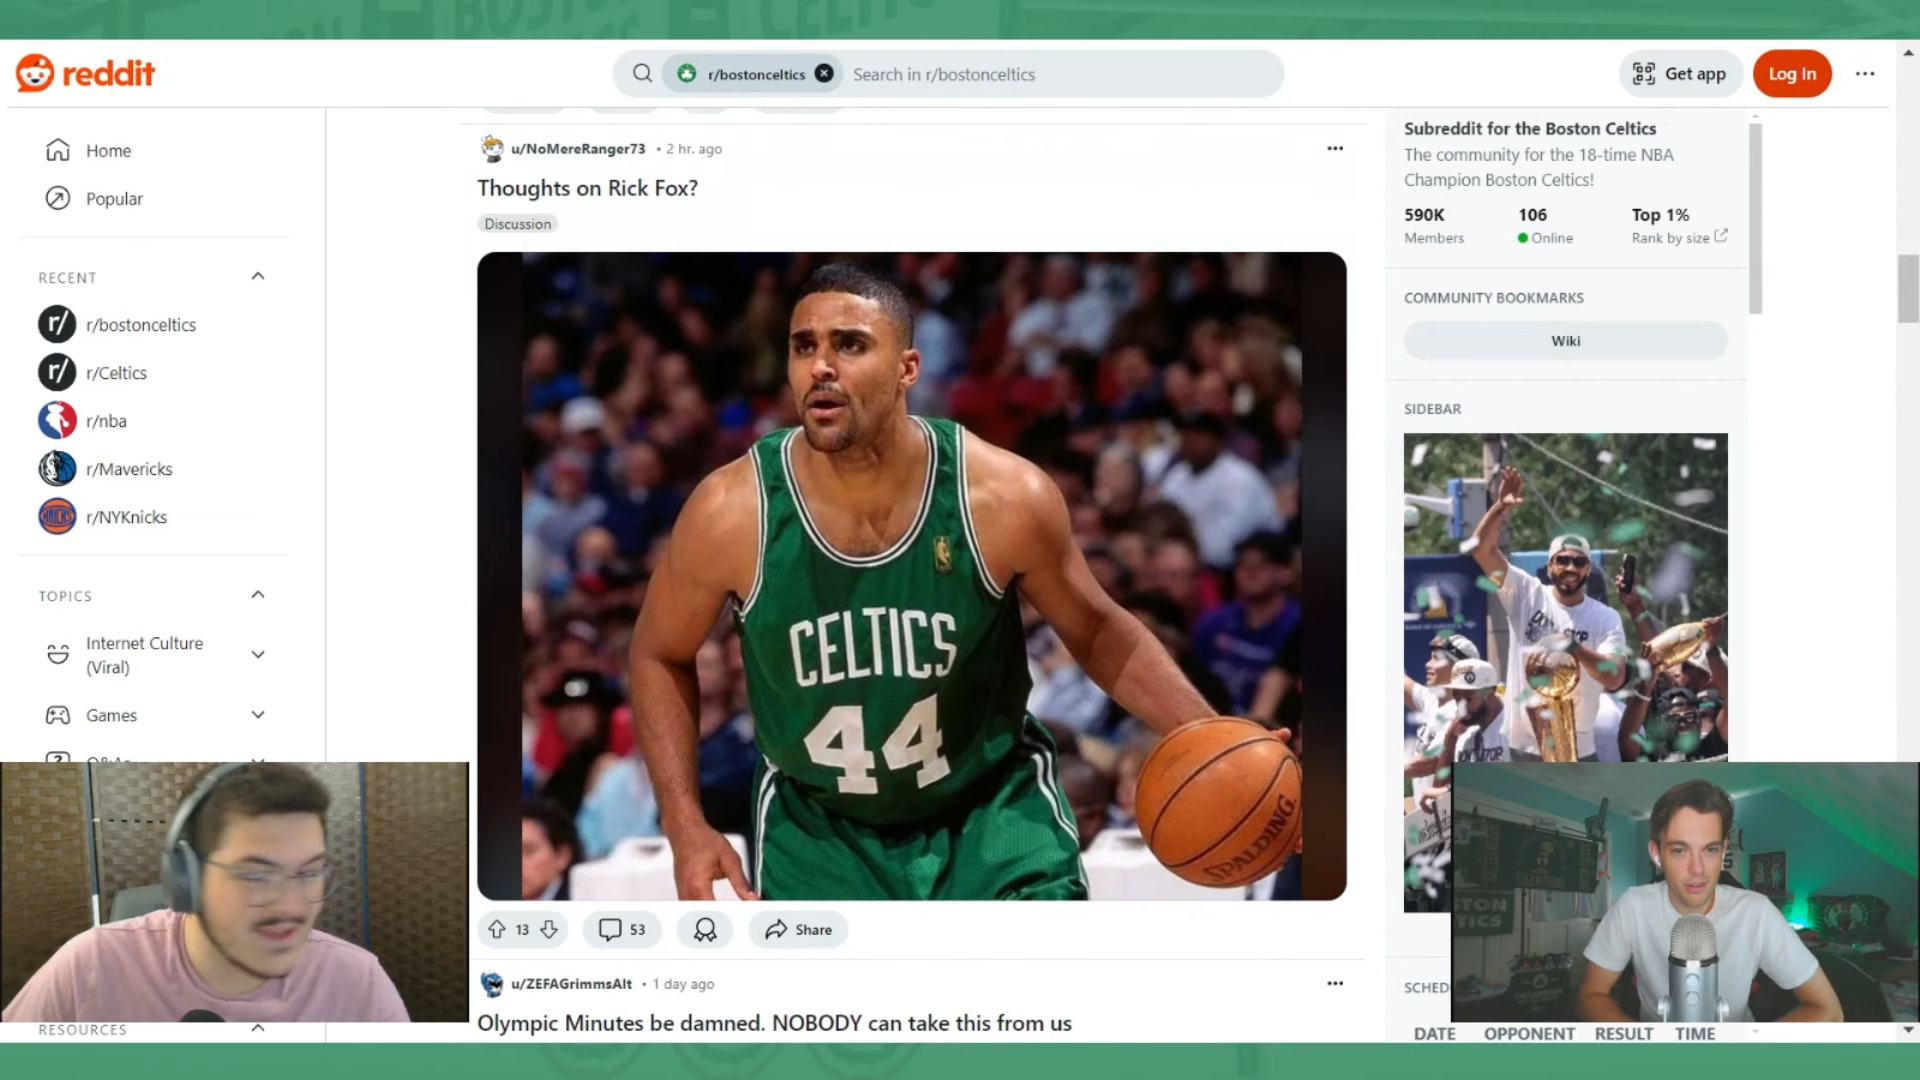 reddit
r/bostonceltics
Search in r/bostonceltics
Get app
Log In
Home
Popular
RECENT
r/bostonceltics
r/Celtics
r/nba
r/Mavericks
r/NYKnicks
TOPICS
Internet Culture
(Viral)
Games
RESOURCES
u/NoMereRanger73 • 2 hr. ago
Thoughts on Rick Fox?
Discussion
CELTICS
44
SPALDING
13
53
Share
u/ZEFAGrimmsAlt • 1 day ago
Olympic Minutes be damned. NOBODY can take this from us
Subreddit for the Boston Celtics
The community for the 18-time NBA
Champion Boston Celtics!
590K
106
Top 1%
Members
Online
Rank by size
COMMUNITY BOOKMARKS
Wiki
SIDEBAR
SCHED
DATE OPPONENT RESULT TIME